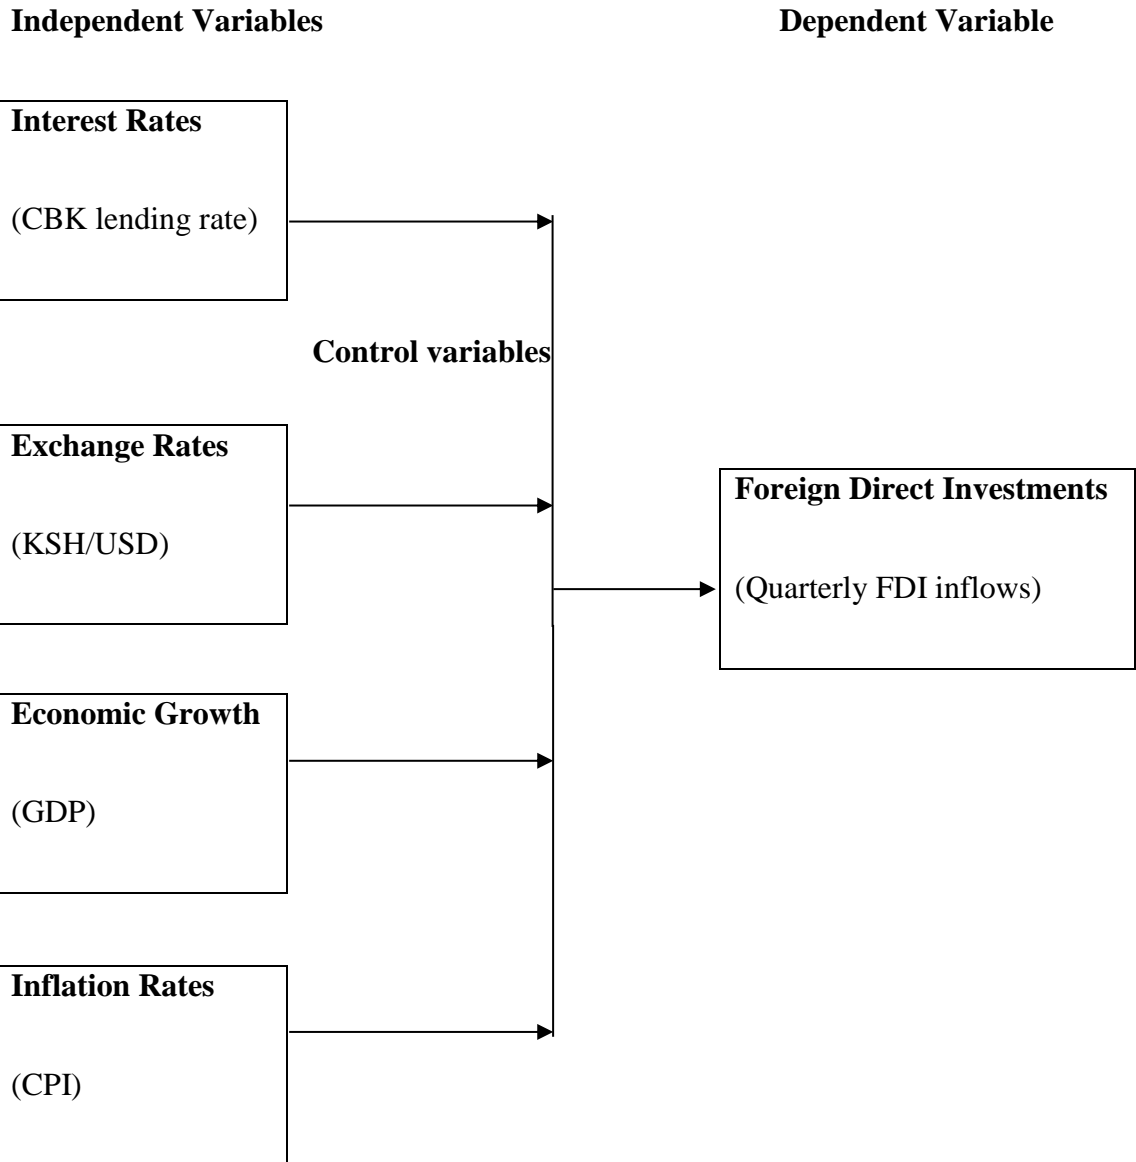 Independent Variables
Dependent Variable
Interest Rates
(CBK lending rate)
Control variables
Exchange Rates
(KSH/USD)
Foreign Direct Investments
(Quarterly FDI inflows)
Economic Growth
(GDP)
Inflation Rates
(CPI)